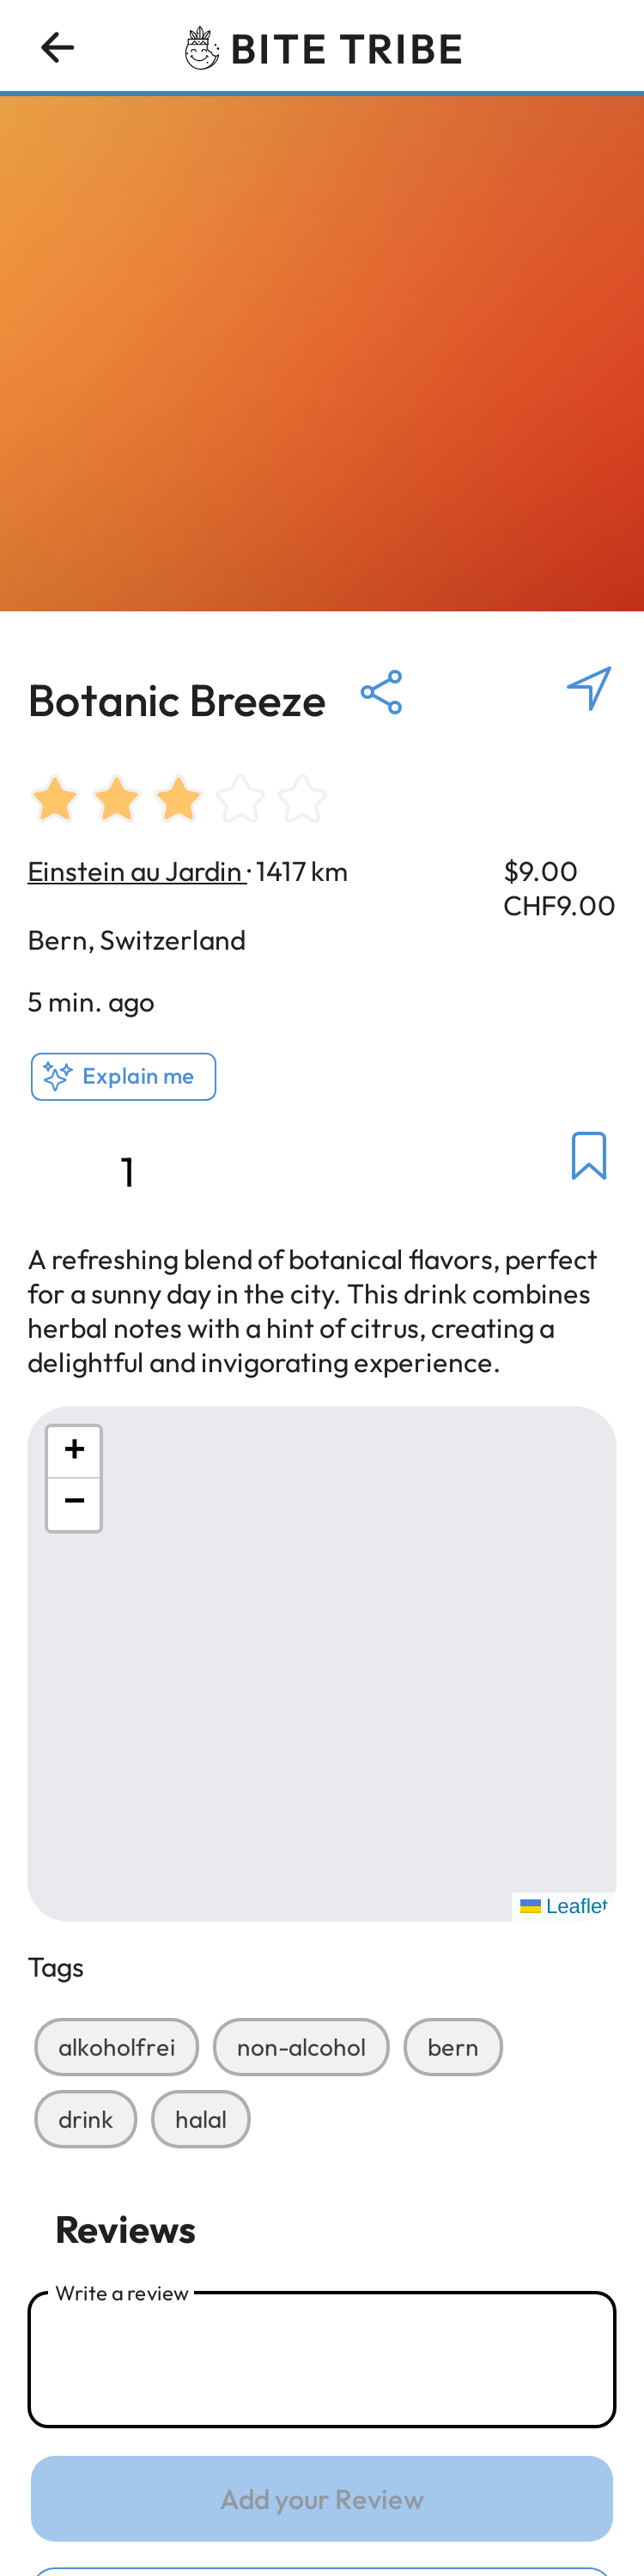 BITE TRIBE
Botanic Breeze
Einstein au Jardin · 1417 km
$9.00
CHF9.00
Bern, Switzerland
5 min. ago
Explain me
1
A refreshing blend of botanical flavors, perfect
for a sunny day in the city. This drink combines
herbal notes with a hint of citrus, creating a
delightful and invigorating experience.
+
−
Leaflet
Tags
alkoholfrei
non-alcohol
bern
drink
halal
Reviews
Write a review
Add your Review